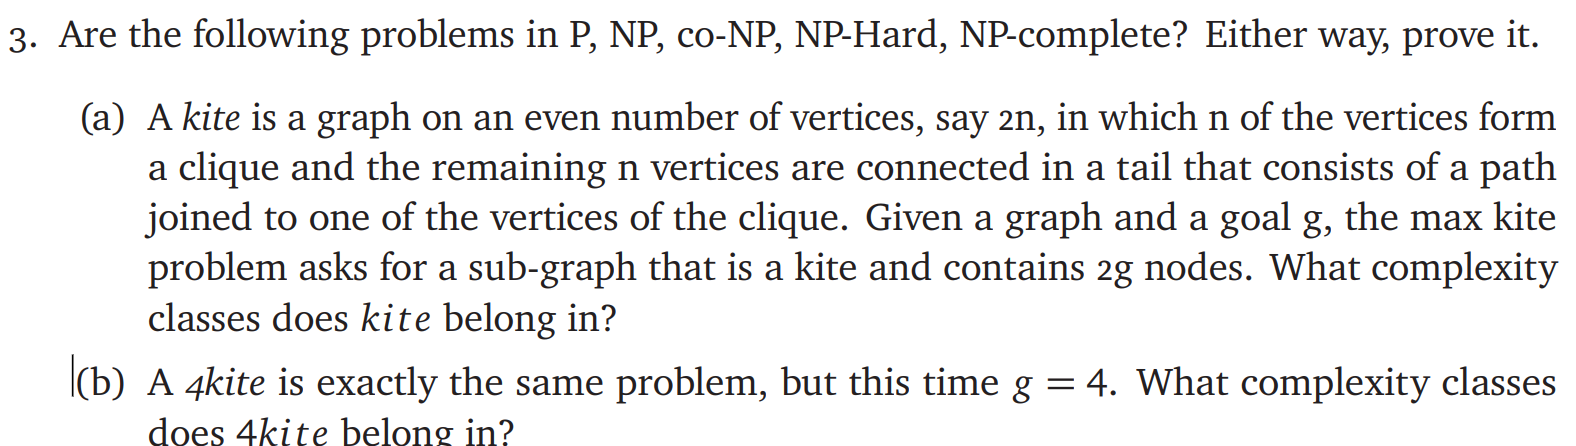 3. Are the following problems in P, NP, co-NP, NP-Hard, NP-complete? Either way, prove it.
(a) A kite is a graph on an even number of vertices, say 2n, in which n of the vertices form
a clique and the remaining n vertices are connected in a tail that consists of a path
joined to one of the vertices of the clique. Given a graph and a goal g, the max kite
problem asks for a sub-graph that is a kite and contains 2g nodes. What complexity
classes does kite belong in?
(b) A 4kite is exactly the same problem, but this time g = 4. What complexity classes
does 4kite belong in?